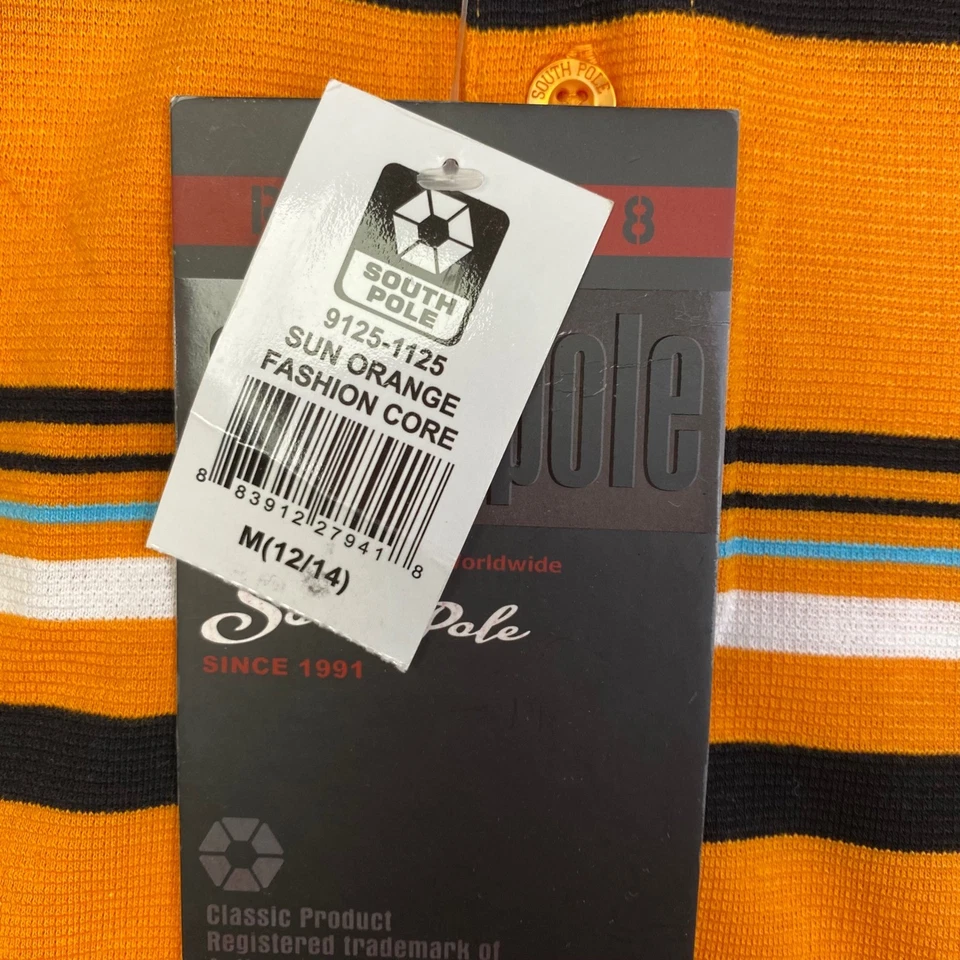 SOUTH POLE
8
SOUTH
POLE
9125-1125
SUN ORANGE
FASHION CORE
8 83912 27941 8
M(12/14)
pole
worldwide
Pole
SINCE 1991
Classic Product
Registered trademark of